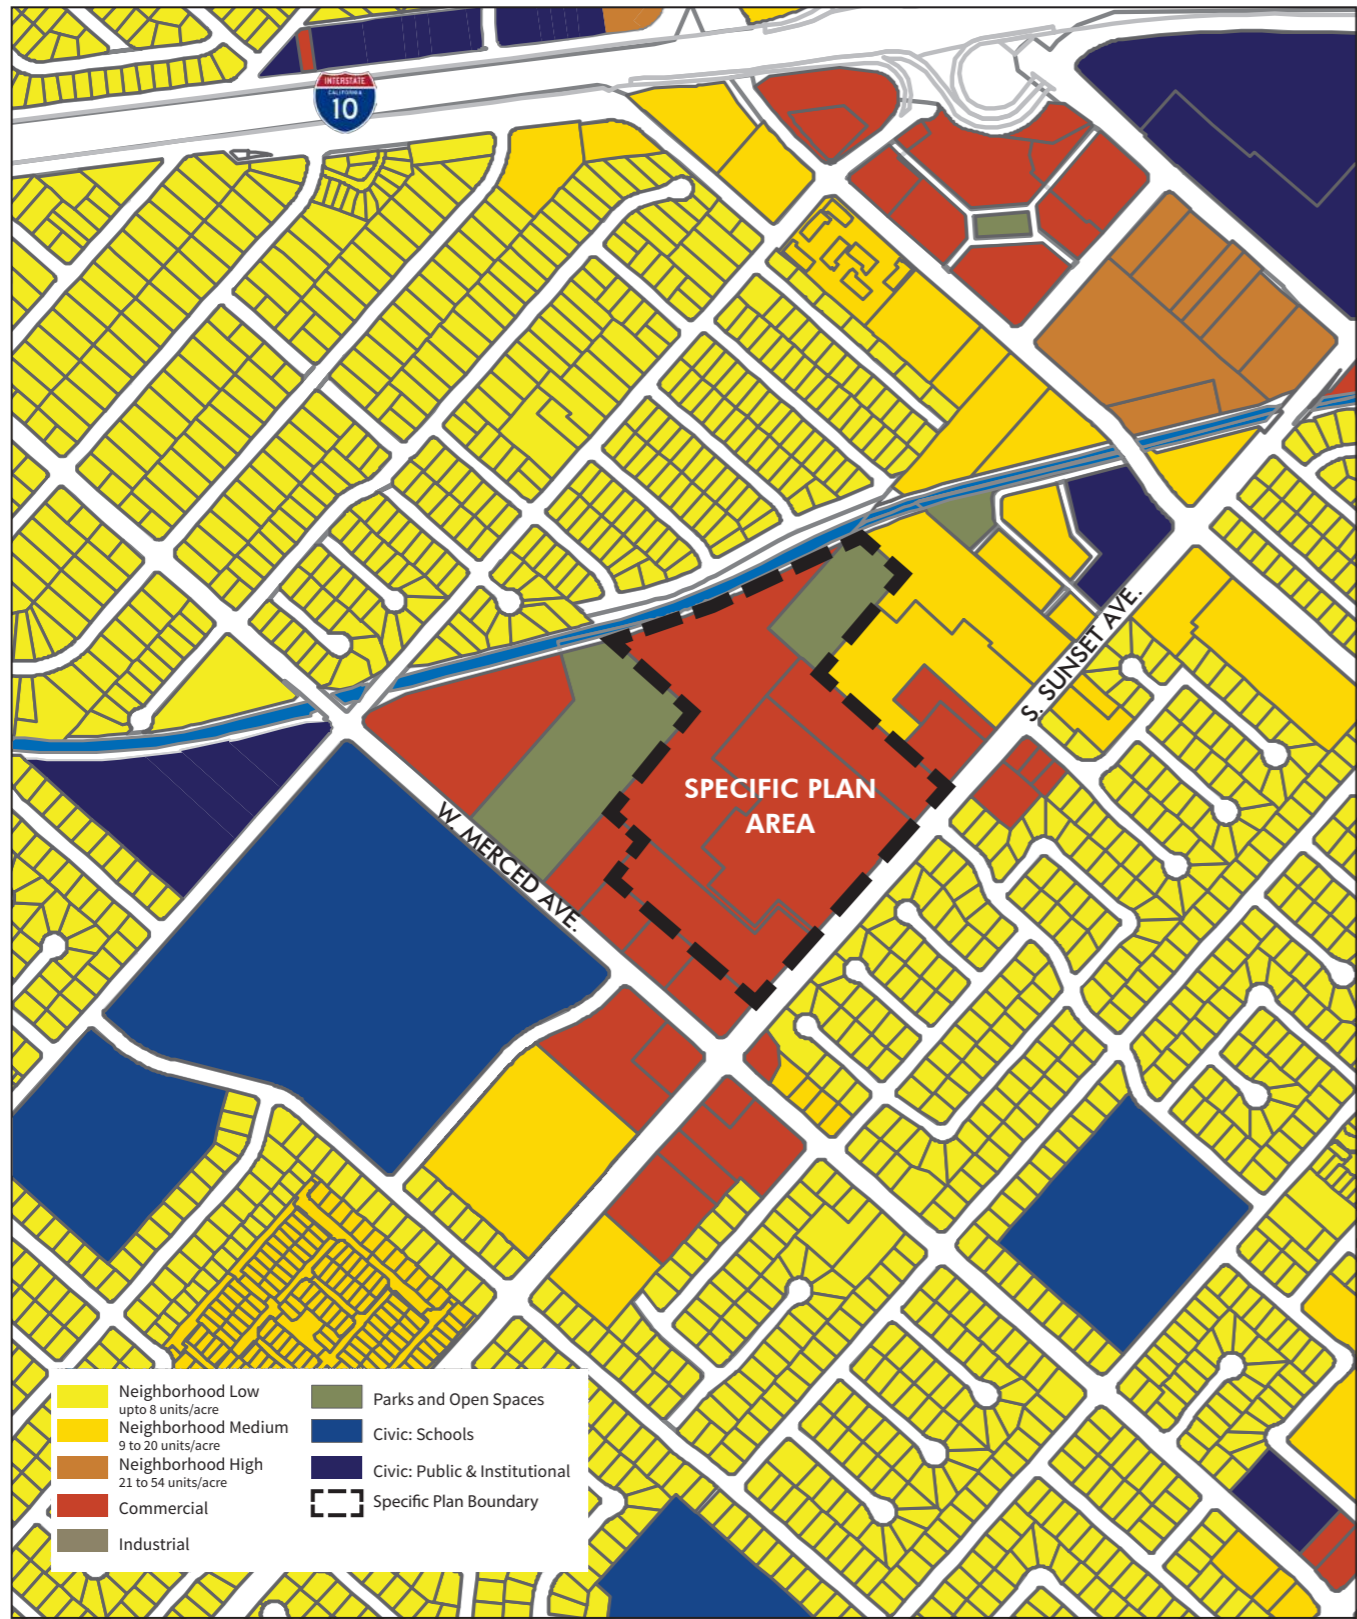 INTERSTATE
CALIFORNIA
10
S. SUNSET AVE.
SPECIFIC PLAN
AREA
W. MERCED AVE.
Neighborhood Low
upto 8 units/acre
Neighborhood Medium
9 to 20 units/acre
Neighborhood High
21 to 54 units/acre
Commercial
Industrial
Parks and Open Spaces
Civic: Schools
Civic: Public & Institutional
Specific Plan Boundary